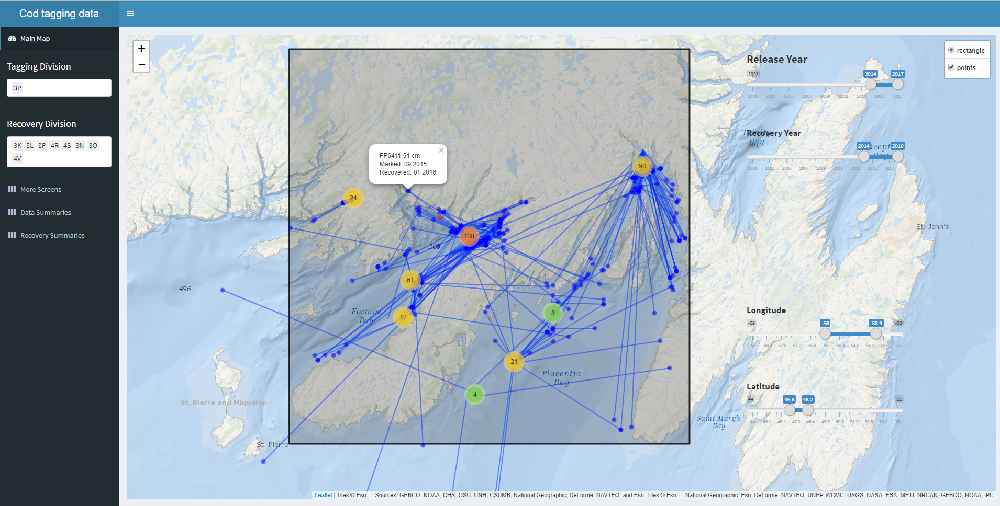 Cod tagging data
Main Map
Tagging Division
3P
Recovery Division
3K 3L 3P 4R 4S 3N 3O
4V
More Screens
Data Summaries
Recovery Summaries
+
−
rectangle
points
Release Year
2001
2014
2017
2001 2003 2005 2007 2009 2011 2015 2017
Trinity
Bay
Recovery Year
2001
2014
2018
2001 2003 2005 2007 2009 2011 2013 2015 2017
Bay
FP6411 51 cm
Marked: 09 2015
Recovered: 01 2016
×
98
24
138
366
61
496
12
8
21
4
Fortune
Bay
Placentia
Bay
St. John's
St. Pierre and Miquelon
St. Pierre
Saint Mary's
Bay
Longitude
-59
-56
-53.9
-53
-59 -58.4 -57.8 -57.2 -56.6 -56 -55.4 -54.8 -54.2 -53.6 -53
Latitude
44
46.8
48.2
55
44 45.1 46.2 47.3 48.4 49.5 50.6 51.7 52.8 53.9 55
Leaflet | Tiles © Esri — Sources: GEBCO, NOAA, CHS, OSU, UNH, CSUMB, National Geographic, DeLorme, NAVTEQ, and Esri, Tiles © Esri — National Geographic, Esri, DeLorme, NAVTEQ, UNEP-WCMC, USGS, NASA, ESA, METI, NRCAN, GEBCO, NOAA, iPC